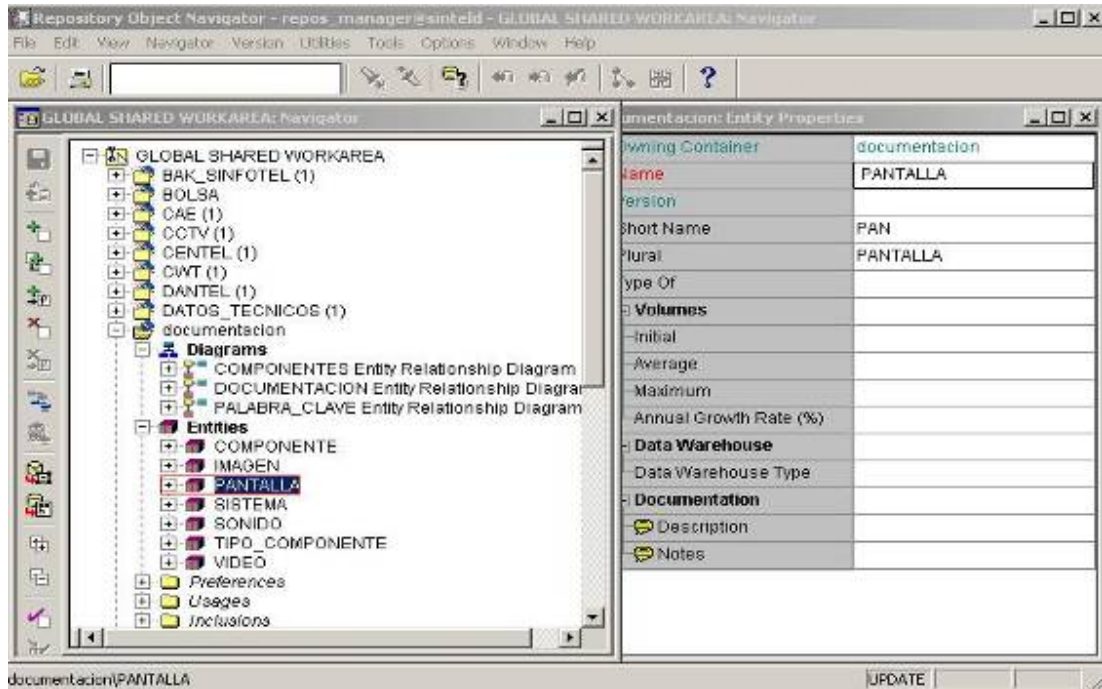 Repository Object Navigator - repos_manager@sinteld - GLOBAL SHARED WORKAREA: Navigator
File Edit View Navigator Version Utilities Tools Options Window Help
GLOBAL SHARED WORKAREA: Navigator
GLOBAL SHARED WORKAREA
BAK_SINFOTEL (1)
BOLSA
CAE (1)
CCTV (1)
CENTEL (1)
CWT (1)
DANTEL (1)
DATOS_TECNICOS (1)
documentacion
Diagrams
COMPONENTES Entity Relationship Diagram
DOCUMENTACION Entity Relationship Diagrar
PALABRA_CLAVE Entity Relationship Diagram
Entities
COMPONENTE
IMAGEN
PANTALLA
SISTEMA
SONIDO
TIPO_COMPONENTE
VIDEO
Preferences
Usages
Inclusions
umentacion: Entity Properties
wning Container documentacion
Name PANTALLA
ersion
Short Name PAN
lural PANTALLA
ype Of
Volumes
Initial
Average
Maximum
Annual Growth Rate (%)
Data Warehouse
Data Warehouse Type
Documentation
Description
Notes
documentacion\PANTALLA UPDATE